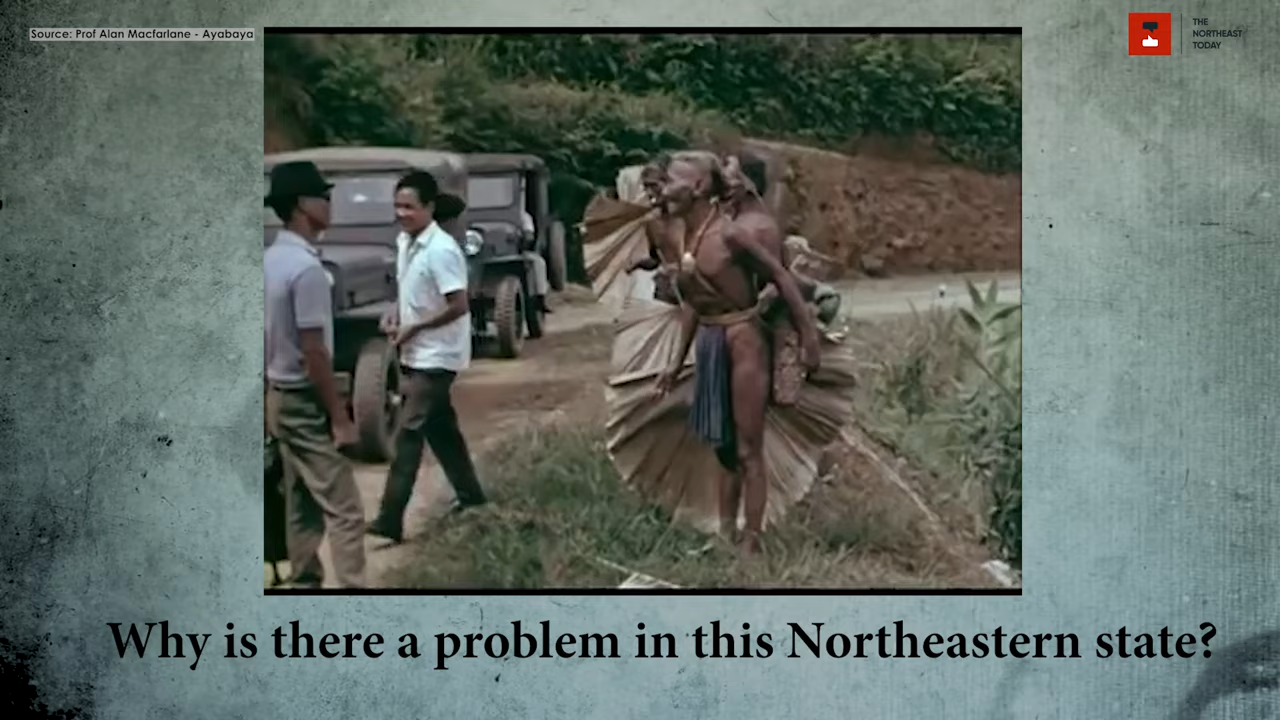 Source: Prof Alan Macfarlane - Ayabaya
THE
NORTHEAST
TODAY
Why is there a problem in this Northeastern state?